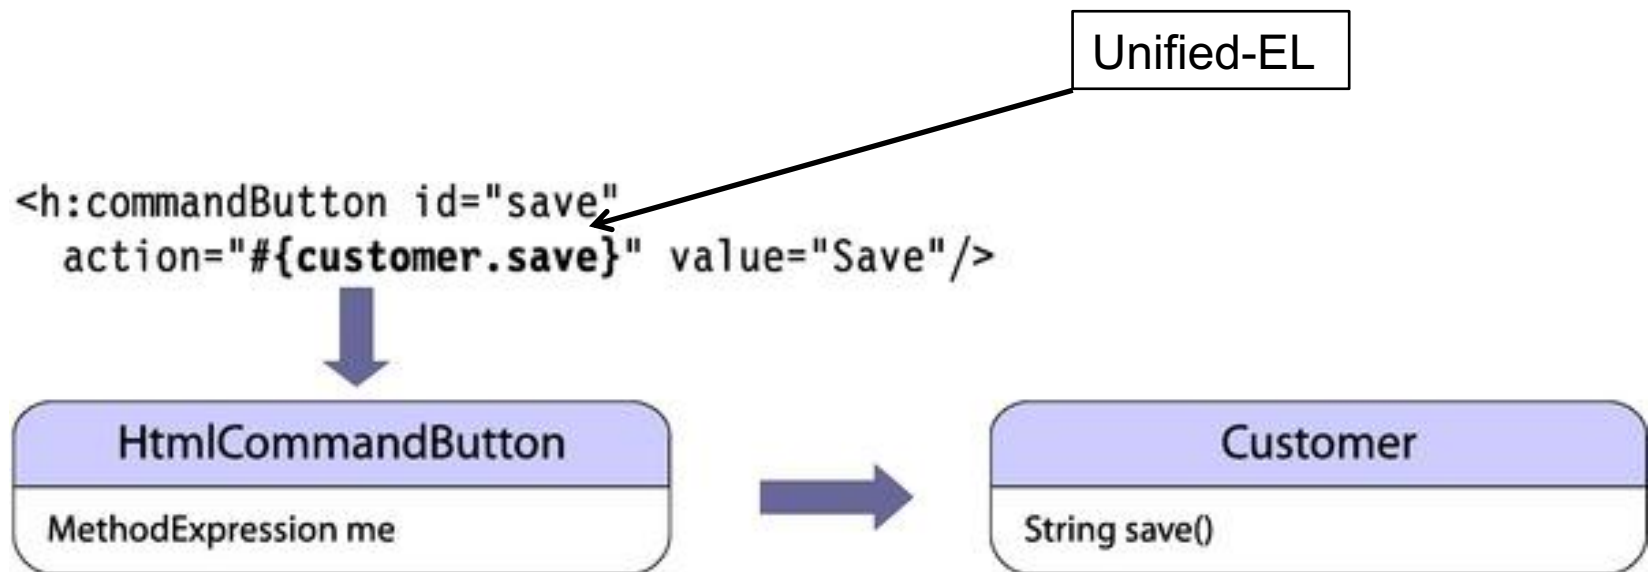 Unified-EL
<h:commandButton id="save"
action="#{customer.save}" value="Save"/>
HtmlCommandButton
MethodExpression me
Customer
String save()